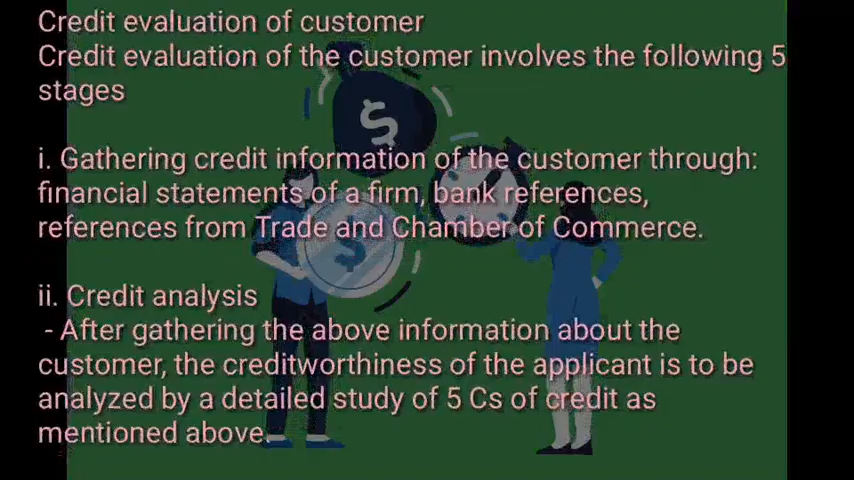 Credit evaluation of customer
Credit evaluation of the customer involves the following 5
stages
i. Gathering credit information of the customer through:
financial statements of a firm, bank references,
references from Trade and Chamber of Commerce.
ii. Credit analysis
- After gathering the above information about the
customer, the creditworthiness of the applicant is to be
analyzed by a detailed study of 5 Cs of credit as
mentioned above.
$
$